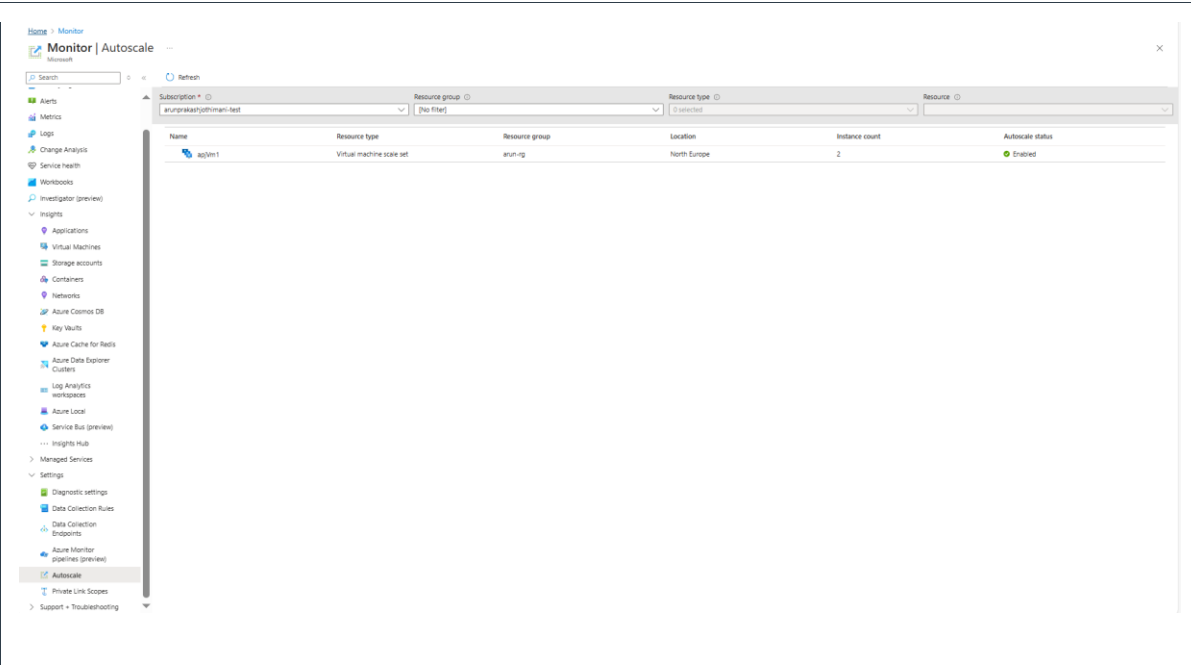 Home > Monitor
Monitor | Autoscale ...
Microsoft
Search
Refresh
Alerts
Metrics
Logs
Change Analysis
Service health
Workbooks
Investigator (preview)
Insights
Applications
Virtual Machines
Storage accounts
Containers
Networks
Azure Cosmos DB
Key Vaults
Azure Cache for Redis
Azure Data Explorer
Clusters
Log Analytics
workspaces
Azure Local
Service Bus (preview)
Insights Hub
Managed Services
Settings
Diagnostic settings
Data Collection Rules
Data Collection
Endpoints
Azure Monitor
pipelines (preview)
Autoscale
Private Link Scopes
Support + Troubleshooting
Subscription * Resource group Resource type Resource
arunprakashjothimani-test [No filter] 0 selected
Name Resource type Resource group Location Instance count Autoscale status
apjVm1 Virtual machine scale set arun-rg North Europe 2 Enabled